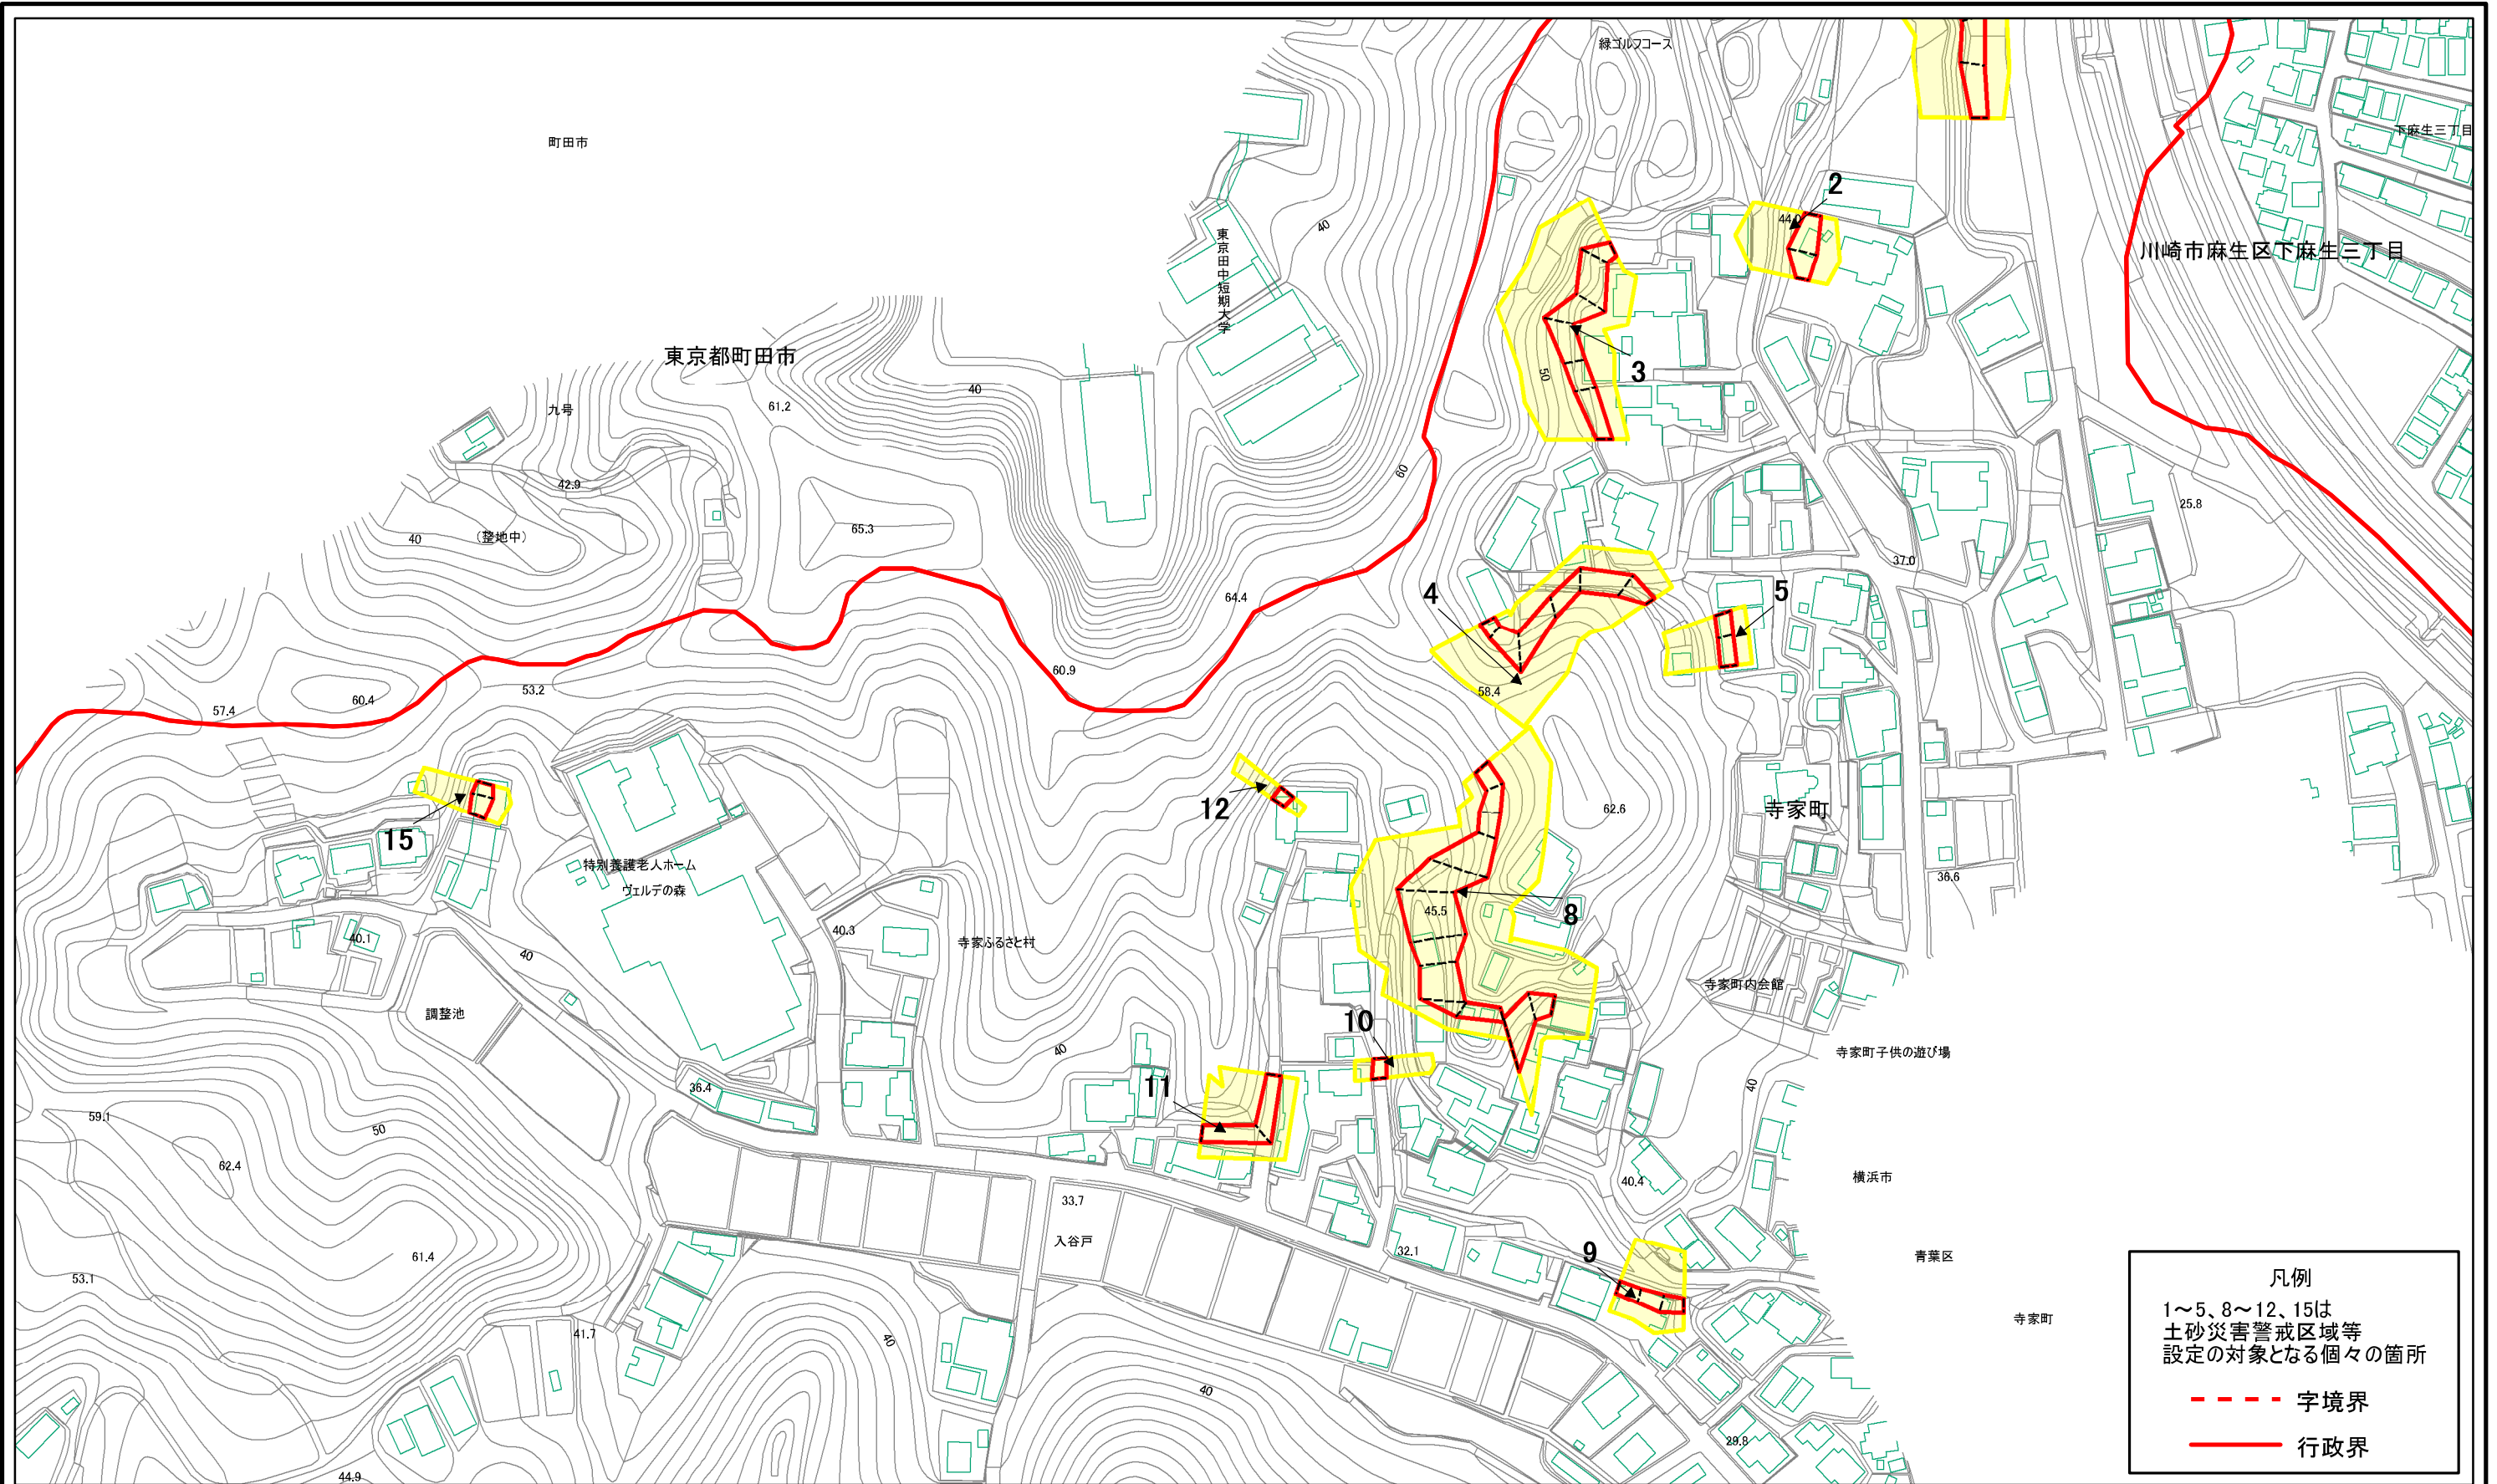 緑ゴルフコース
町田市
下麻生三丁目
2
44.0
40
東京田中短期大学
川崎市麻生区下麻生三丁目
東京都町田市
3
50
40
61.2
九号
60
42.9
65.3
25.8
40
(整地中)
37.0
4
64.4
5
60.9
53.2
58.4
60.4
57.4
12
62.6
寺家町
15
特別養護老人ホーム
ヴェルデの森
36.6
45.5
8
40.3
40.1
寺家ふるさと村
40
寺家町内会館
調整池
10
40
寺家町子供の遊び場
36.4
11
40
59.1
50
62.4
横浜市
40.4
33.7
入谷戸
32.1
9
61.4
青葉区
53.1
寺家町
41.7
40
40
29.8
44.9
凡例
1～5、8～12、15は
土砂災害警戒区域等
設定の対象となる個々の箇所
字境界
行政界